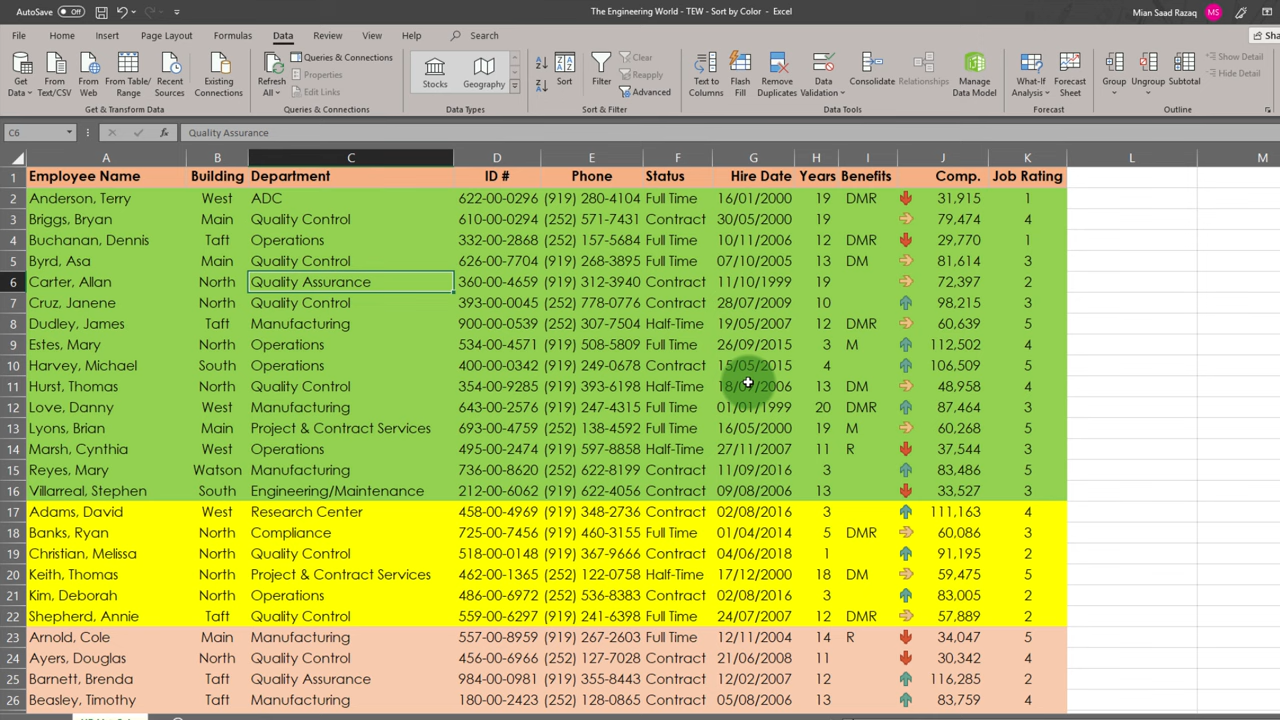 AutoSave Off The Engineering World - TEW - Sort by Color - Excel Mian Saad Razaq MS
File Home Insert Page Layout Formulas Data Review View Help Search
Get Data From Text/CSV From Web From Table/ Range Recent Sources Existing Connections Refresh All Queries & Connections Properties Edit Links Stocks Geography Sort Filter Clear Reapply Advanced Text to Columns Flash Fill Remove Duplicates Data Validation Consolidate Relationships Manage Data Model What-If Analysis Forecast Sheet Group Ungroup Subtotal Show Detail Hide Detail
Get & Transform Data Queries & Connections Data Types Sort & Filter Data Tools Forecast Outline
C6 fx Quality Assurance
A B C D E F G H I J K L M
1 Employee Name Building Department ID # Phone Status Hire Date Years Benefits Comp. Job Rating
2 Anderson, Terry West ADC 622-00-0296 (919) 280-4104 Full Time 16/01/2000 19 DMR 31,915 1
3 Briggs, Bryan Main Quality Control 610-00-0294 (252) 571-7431 Contract 30/05/2000 19 79,474 4
4 Buchanan, Dennis Taft Operations 332-00-2868 (252) 157-5684 Full Time 10/11/2006 12 DMR 29,770 1
5 Byrd, Asa Main Quality Control 626-00-7704 (919) 268-3895 Full Time 07/10/2005 13 DM 81,614 3
6 Carter, Allan North Quality Assurance 360-00-4659 (919) 312-3940 Contract 11/10/1999 19 72,397 2
7 Cruz, Janene North Quality Control 393-00-0045 (252) 778-0776 Contract 28/07/2009 10 98,215 3
8 Dudley, James Taft Manufacturing 900-00-0539 (252) 307-7504 Half-Time 19/05/2007 12 DMR 60,639 5
9 Estes, Mary North Operations 534-00-4571 (919) 508-5809 Full Time 26/09/2015 3 M 112,502 4
10 Harvey, Michael South Operations 400-00-0342 (919) 249-0678 Contract 15/05/2015 4 106,509 5
11 Hurst, Thomas North Quality Control 354-00-9285 (919) 393-6198 Half-Time 18/09/2006 13 DM 48,958 4
12 Love, Danny West Manufacturing 643-00-2576 (919) 247-4315 Full Time 01/01/1999 20 DMR 87,464 3
13 Lyons, Brian Main Project & Contract Services 693-00-4759 (252) 138-4592 Full Time 16/05/2000 19 M 60,268 5
14 Marsh, Cynthia West Operations 495-00-2474 (919) 597-8858 Half-Time 27/11/2007 11 R 37,544 3
15 Reyes, Mary Watson Manufacturing 736-00-8620 (252) 622-8199 Contract 11/09/2016 3 83,486 5
16 Villarreal, Stephen South Engineering/Maintenance 212-00-6062 (919) 622-4056 Contract 09/08/2006 13 33,527 3
17 Adams, David West Research Center 458-00-4969 (919) 348-2736 Contract 02/08/2016 3 111,163 4
18 Banks, Ryan North Compliance 725-00-7456 (919) 460-3155 Full Time 01/04/2014 5 DMR 60,086 3
19 Christian, Melissa North Quality Control 518-00-0148 (919) 367-9666 Contract 04/06/2018 1 91,195 2
20 Keith, Thomas North Project & Contract Services 462-00-1365 (252) 122-0758 Half-Time 17/12/2000 18 DM 59,475 5
21 Kim, Deborah North Operations 486-00-6972 (252) 536-8383 Contract 02/08/2016 3 83,005 2
22 Shepherd, Annie Taft Quality Control 559-00-6297 (919) 241-6398 Full Time 24/07/2007 12 DMR 57,889 2
23 Arnold, Cole Main Manufacturing 557-00-8959 (919) 267-2603 Full Time 12/11/2004 14 R 34,047 5
24 Ayers, Douglas North Quality Control 456-00-6966 (252) 127-7028 Contract 21/06/2008 11 30,342 4
25 Barnett, Brenda Taft Quality Assurance 984-00-0981 (919) 355-8443 Contract 12/02/2007 12 116,285 2
26 Beasley, Timothy Taft Manufacturing 180-00-2423 (919) 128-0865 Contract 05/08/2006 13 83,759 4